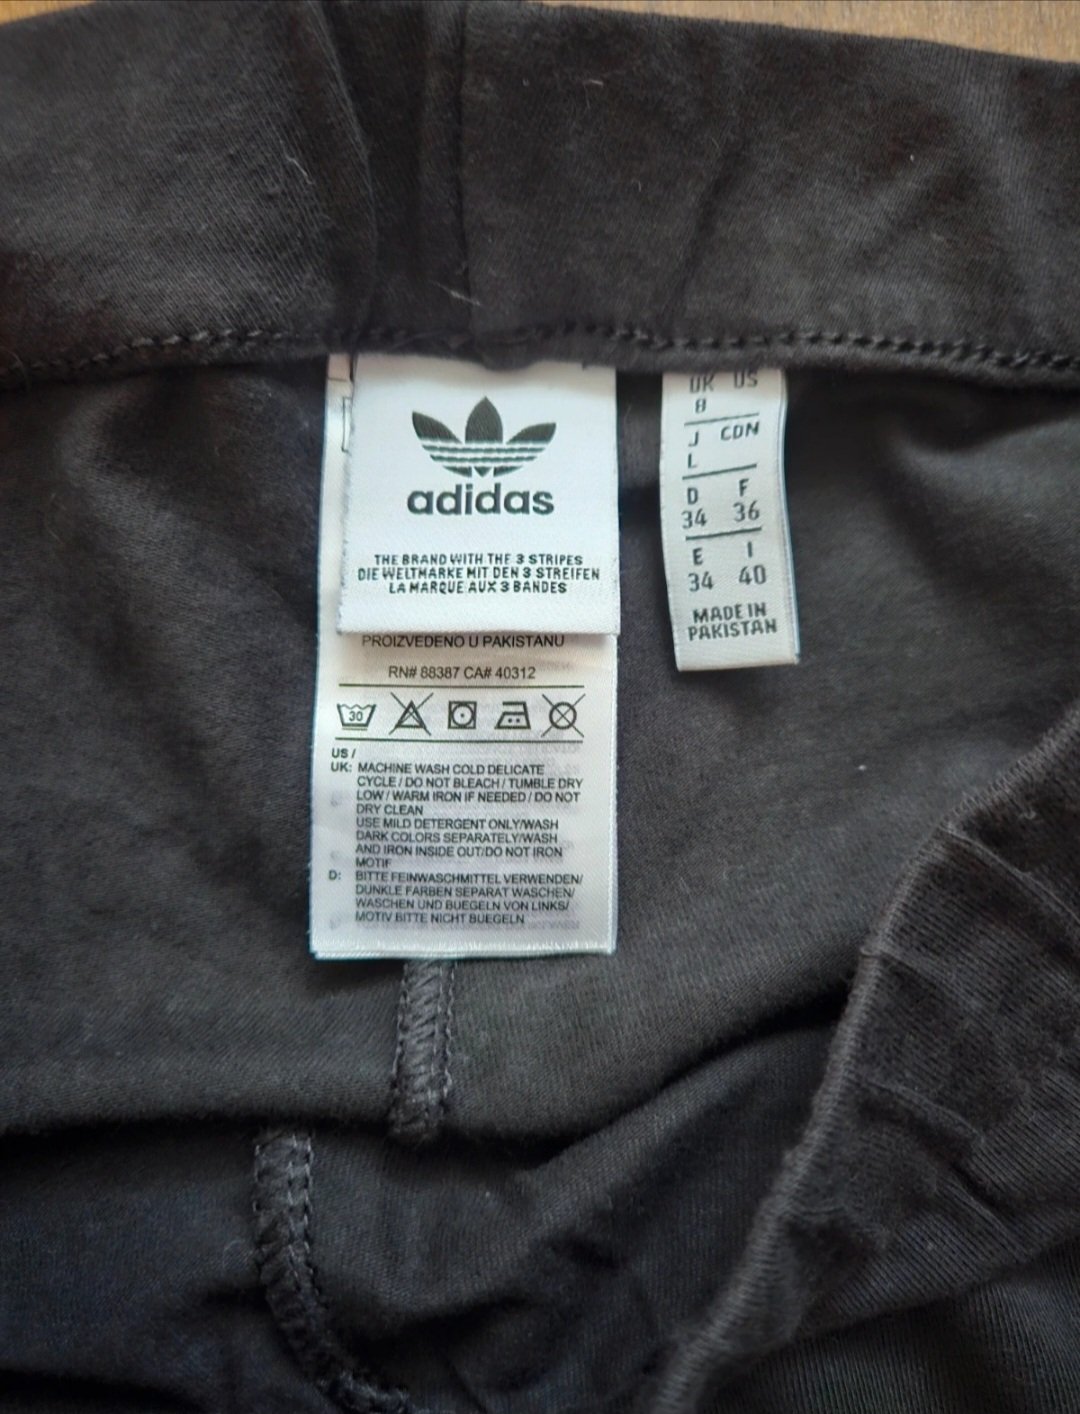 adidas
THE BRAND WITH THE 3 STRIPES
DIE WELTMARKE MIT DEN 3 STREIFEN
LA MARQUE AUX 3 BANDES
PROIZVEDENO U PAKISTANU
RN# 88387 CA# 40312
30
US /
UK: MACHINE WASH COLD DELICATE
CYCLE / DO NOT BLEACH / TUMBLE DRY
LOW / WARM IRON IF NEEDED / DO NOT
DRY CLEAN
USE MILD DETERGENT ONLY/WASH
DARK COLORS SEPARATELY/WASH
AND IRON INSIDE OUT/DO NOT IRON
MOTIF
D: BITTE FEINWASCHMITTEL VERWENDEN/
DUNKLE FARBEN SEPARAT WASCHEN/
WASCHEN UND BUEGELN VON LINKS/
MOTIV BITTE NICHT BUEGELN
UK US
8
J CDN
L
D F
34 36
E I
34 40
MADE IN
PAKISTAN